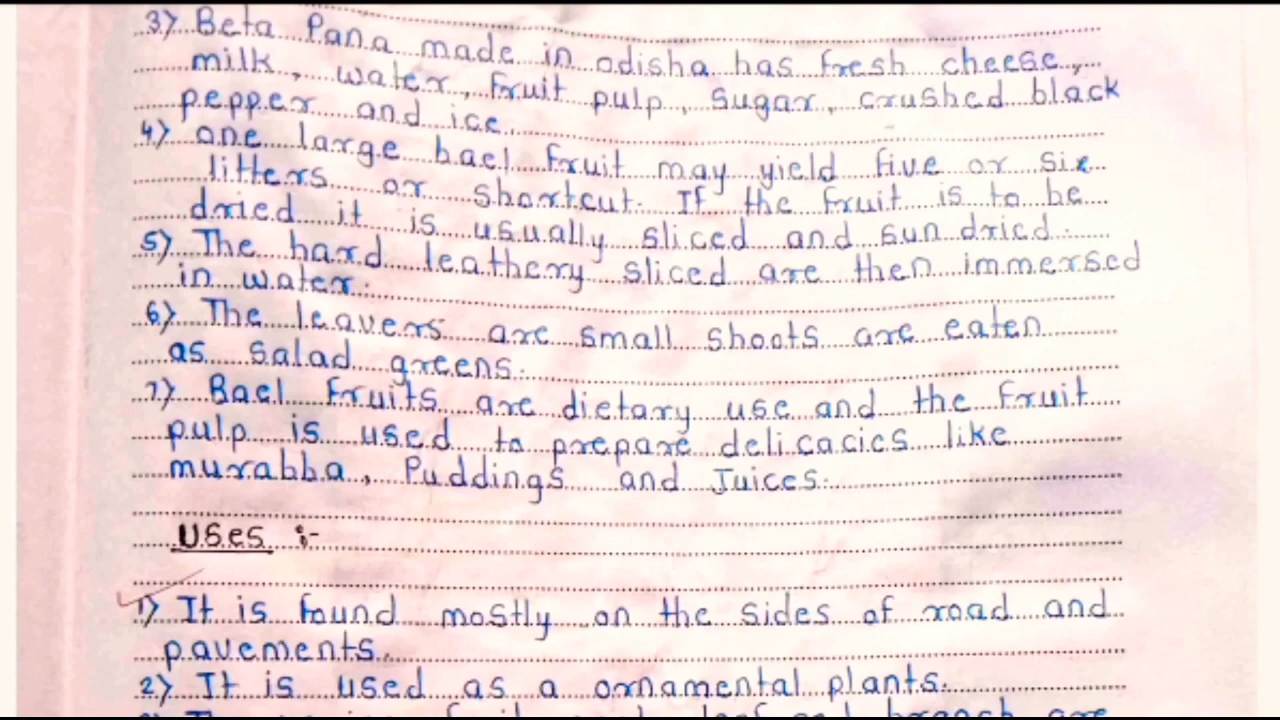 3) Beta Pana made in odisha has fresh cheese,
milk, water, fruit pulp, sugar, crushed black
pepper and ice.
4) one large bael fruit may yield five or six
litters or shortcut. If the fruit is to be
dried it is usually sliced and sun dried.
5) The hard leathery sliced are then immersed
in water.
6) The leavers are small shoots are eaten
as salad greens.
7) Bael fruits are dietary use and the fruit
pulp is used to prepare delicacies like
murabba, Puddings and Juices.
Uses :-
1) It is found mostly on the sides of road and
pavements.
2) It is used as a ornamental plants.